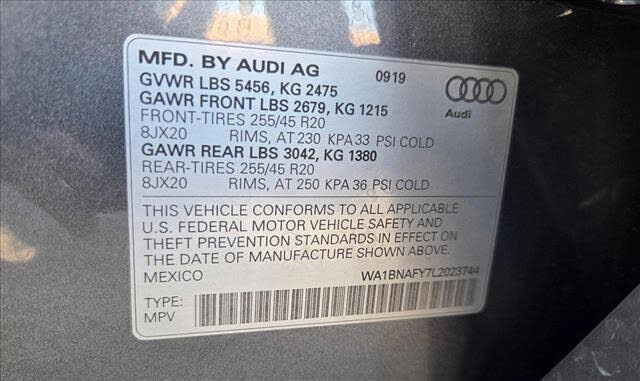 MFD. BY AUDI AG 0919
GVWR LBS 5456, KG 2475
GAWR FRONT LBS 2679, KG 1215
FRONT-TIRES 255/45 R20
8JX20 RIMS, AT 230 KPA 33 PSI COLD
GAWR REAR LBS 3042, KG 1380
REAR-TIRES 255/45 R20
8JX20 RIMS, AT 250 KPA 36 PSI COLD
Audi
THIS VEHICLE CONFORMS TO ALL APPLICABLE
U.S. FEDERAL MOTOR VEHICLE SAFETY AND
THEFT PREVENTION STANDARDS IN EFFECT ON
THE DATE OF MANUFACTURE SHOWN ABOVE.
MEXICO WA1BNAFY7L2023744
TYPE:
MPV